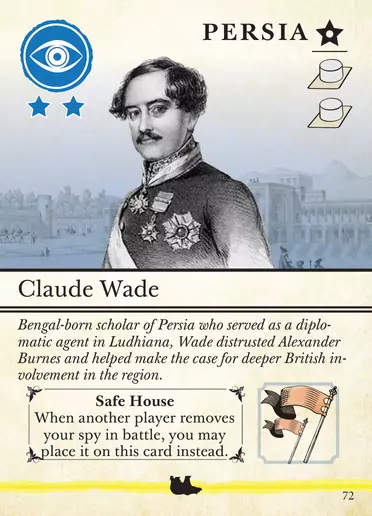 PERSIA
Claude Wade
Bengal-born scholar of Persia who served as a diplo-
matic agent in Ludhiana, Wade distrusted Alexander
Burnes and helped make the case for deeper British in-
volvement in the region.
Safe House
When another player removes
your spy in battle, you may
place it on this card instead.
72